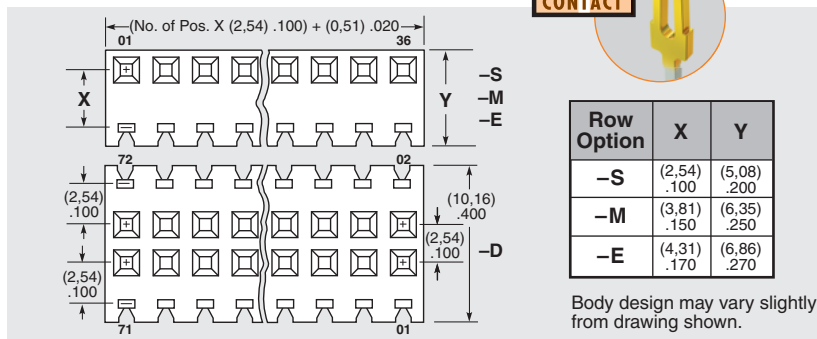 CONTACT
(No. of Pos. X (2,54) .100) + (0,51) .020
01
36
X
Y
–S
–M
–E
72
02
(2,54)
.100
(10,16)
.400
(2,54)
.100
–D
(2,54)
.100
71
01
Row Option X Y
–S (2,54) .100 (5,08) .200
–M (3,81) .150 (6,35) .250
–E (4,31) .170 (6,86) .270
Body design may vary slightly
from drawing shown.